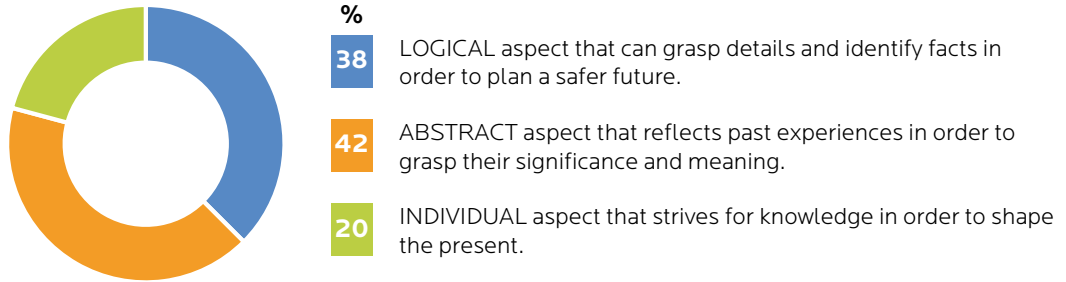 %
38
LOGICAL aspect that can grasp details and identify facts in
order to plan a safer future.
42
ABSTRACT aspect that reflects past experiences in order to
grasp their significance and meaning.
20
INDIVIDUAL aspect that strives for knowledge in order to shape
the present.